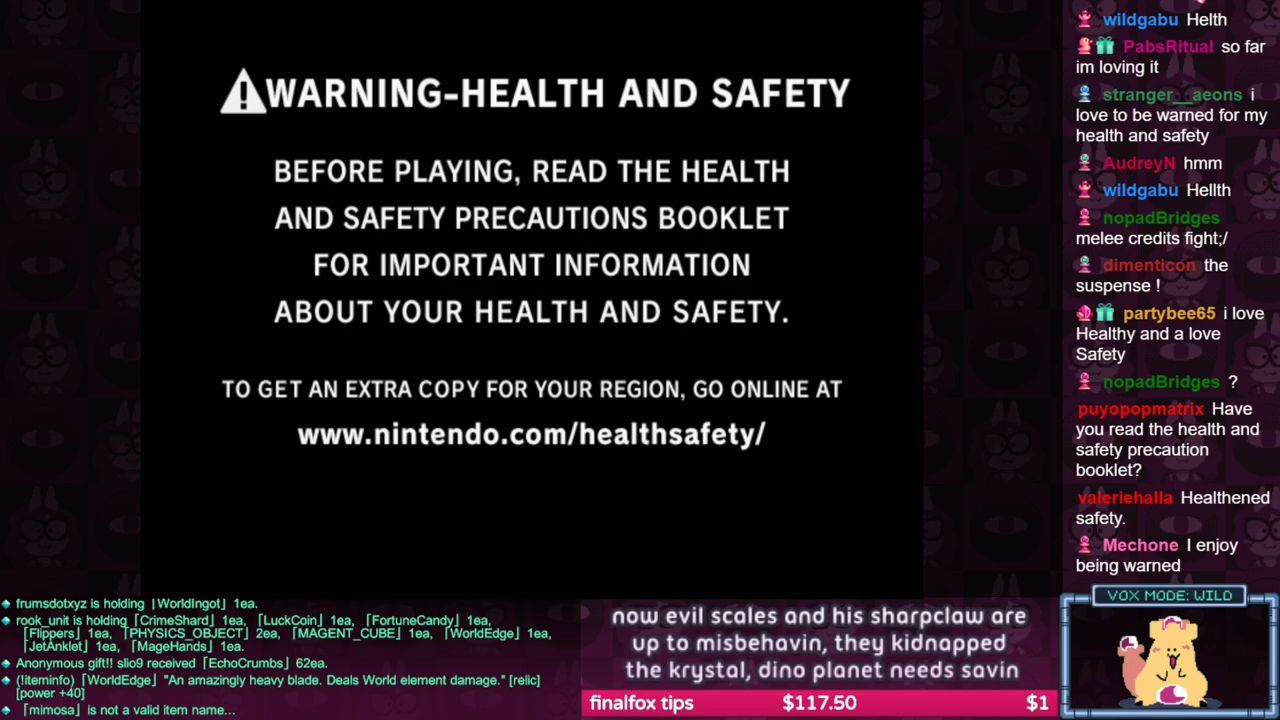 WARNING-HEALTH AND SAFETY
BEFORE PLAYING, READ THE HEALTH
AND SAFETY PRECAUTIONS BOOKLET
FOR IMPORTANT INFORMATION
ABOUT YOUR HEALTH AND SAFETY.
TO GET AN EXTRA COPY FOR YOUR REGION, GO ONLINE AT
www.nintendo.com/healthsafety/
wildgabu Helth
PabsRitual so far
im loving it
stranger__aeons i
love to be warned for my
health and safety
AudreyN hmm
wildgabu Hellth
nopadBridges
melee credits fight;/
dimenticon the
suspense !
partybee65 i love
Healthy and a love
Safety
nopadBridges ?
puyopopmatrix Have
you read the health and
safety precaution
booklet?
valeriehalla Healthened
safety.
Mechone I enjoy
being warned
frumsdotxyz is holding ｢WorldIngot｣ 1ea.
rook_unit is holding ｢CrimeShard｣ 1ea, ｢LuckCoin｣ 1ea, ｢FortuneCandy｣ 1ea,
｢Flippers｣ 1ea, ｢PHYSICS_OBJECT｣ 2ea, ｢MAGENT_CUBE｣ 1ea, ｢WorldEdge｣ 1ea,
｢JetAnklet｣ 1ea, ｢MageHands｣ 1ea.
Anonymous gift!! slio9 received ｢EchoCrumbs｣ 62ea.
(!iteminfo) ｢WorldEdge｣ "An amazingly heavy blade. Deals World element damage." [relic]
[power +40]
｢mimosa｣ is not a valid item name...
now evil scales and his sharpclaw are
up to misbehavin, they kidnapped
the krystal, dino planet needs savin
finalfox tips $117.50 $1
VOX MODE: WILD